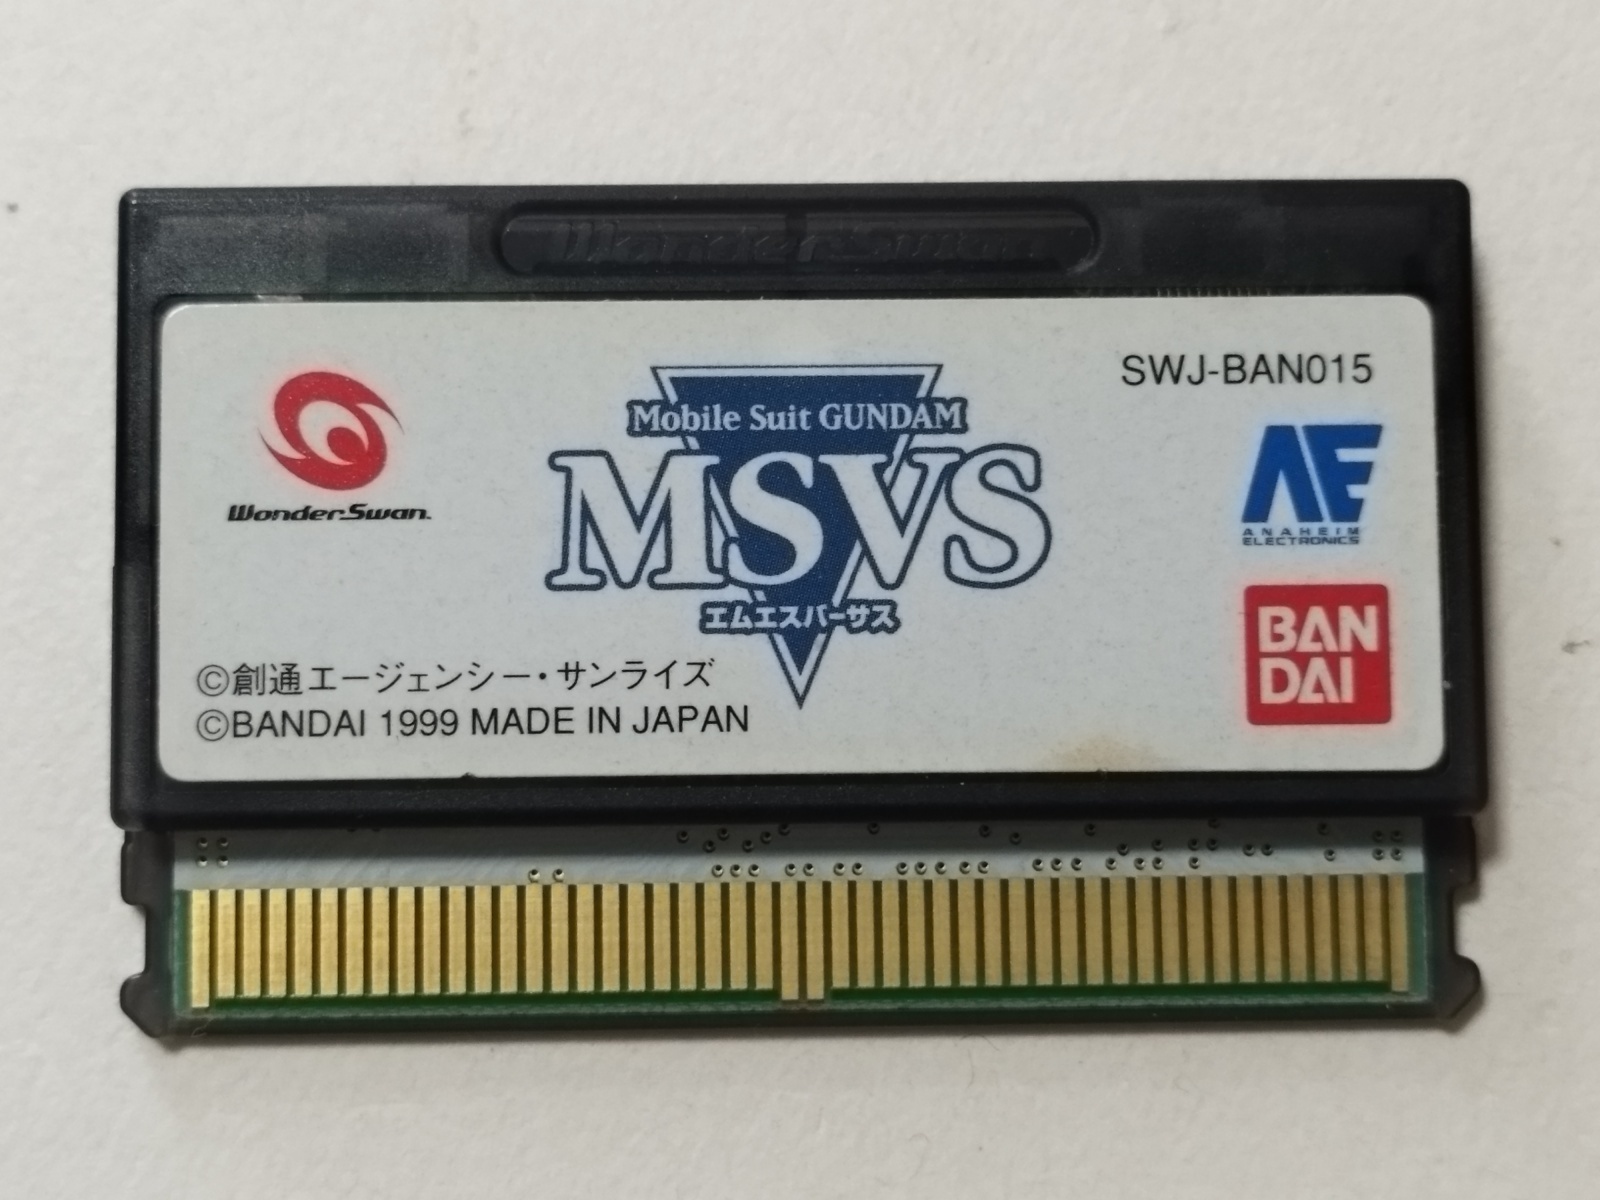 WonderSwan
SWJ-BAN015
WonderSwan
Mobile Suit GUNDAM
MSVS
エムエスバーサス
AE
ANAHEIM
ELECTRONICS
BAN
DAI
©創通エージェンシー・サンライズ
©BANDAI 1999 MADE IN JAPAN